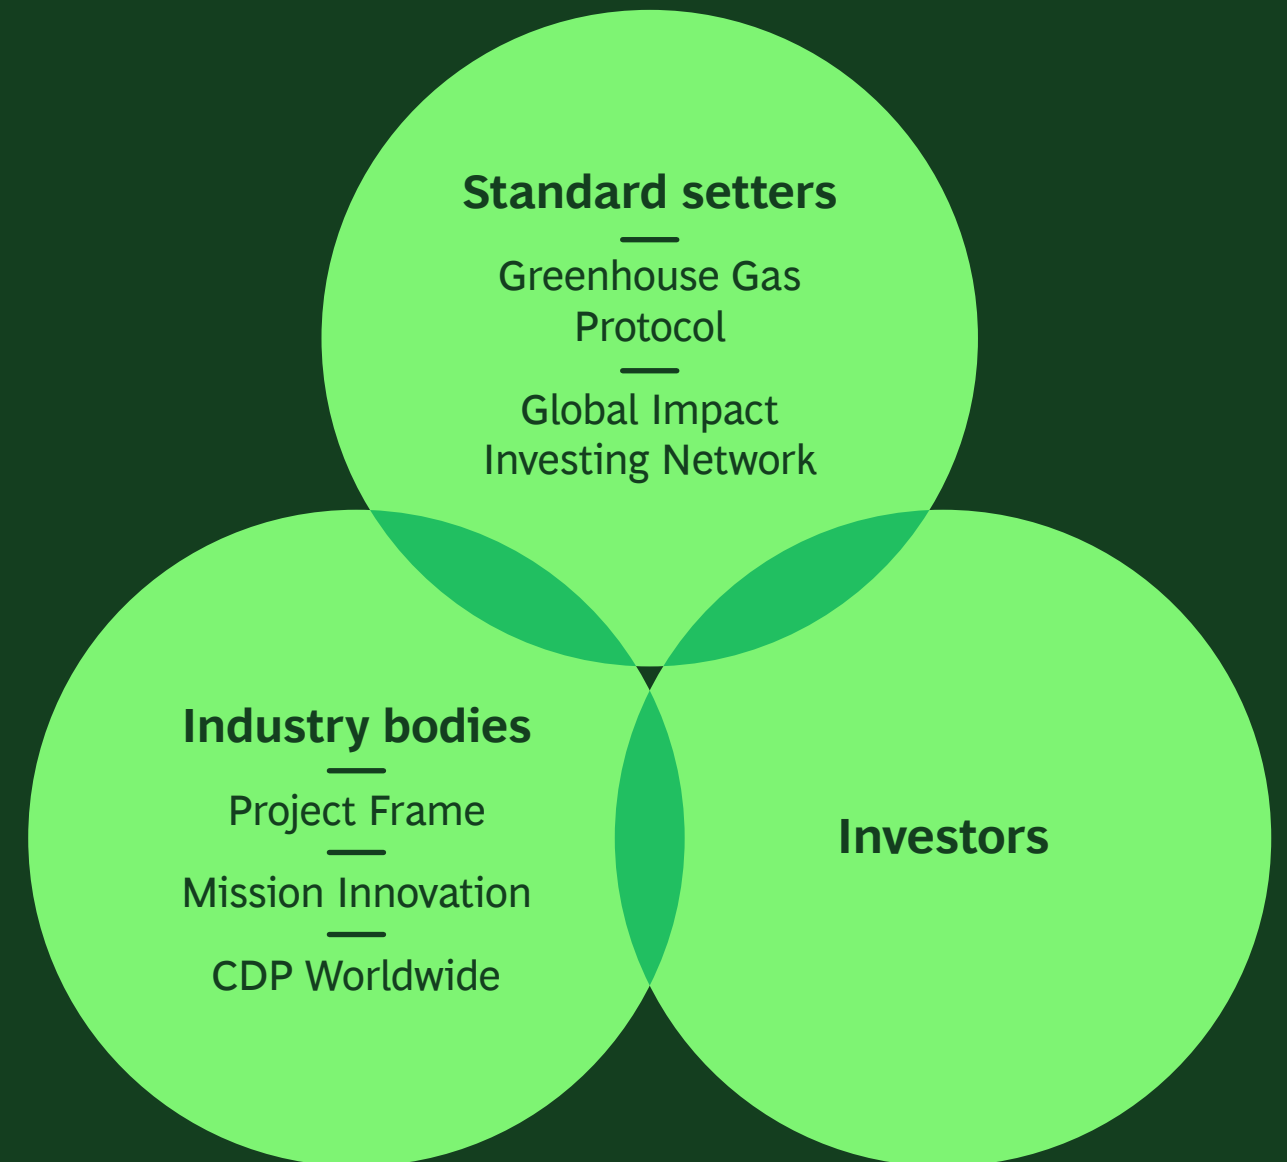 Standard setters
Greenhouse Gas
Protocol
Global Impact
Investing Network
Industry bodies
Project Frame
Mission Innovation
CDP Worldwide
Investors